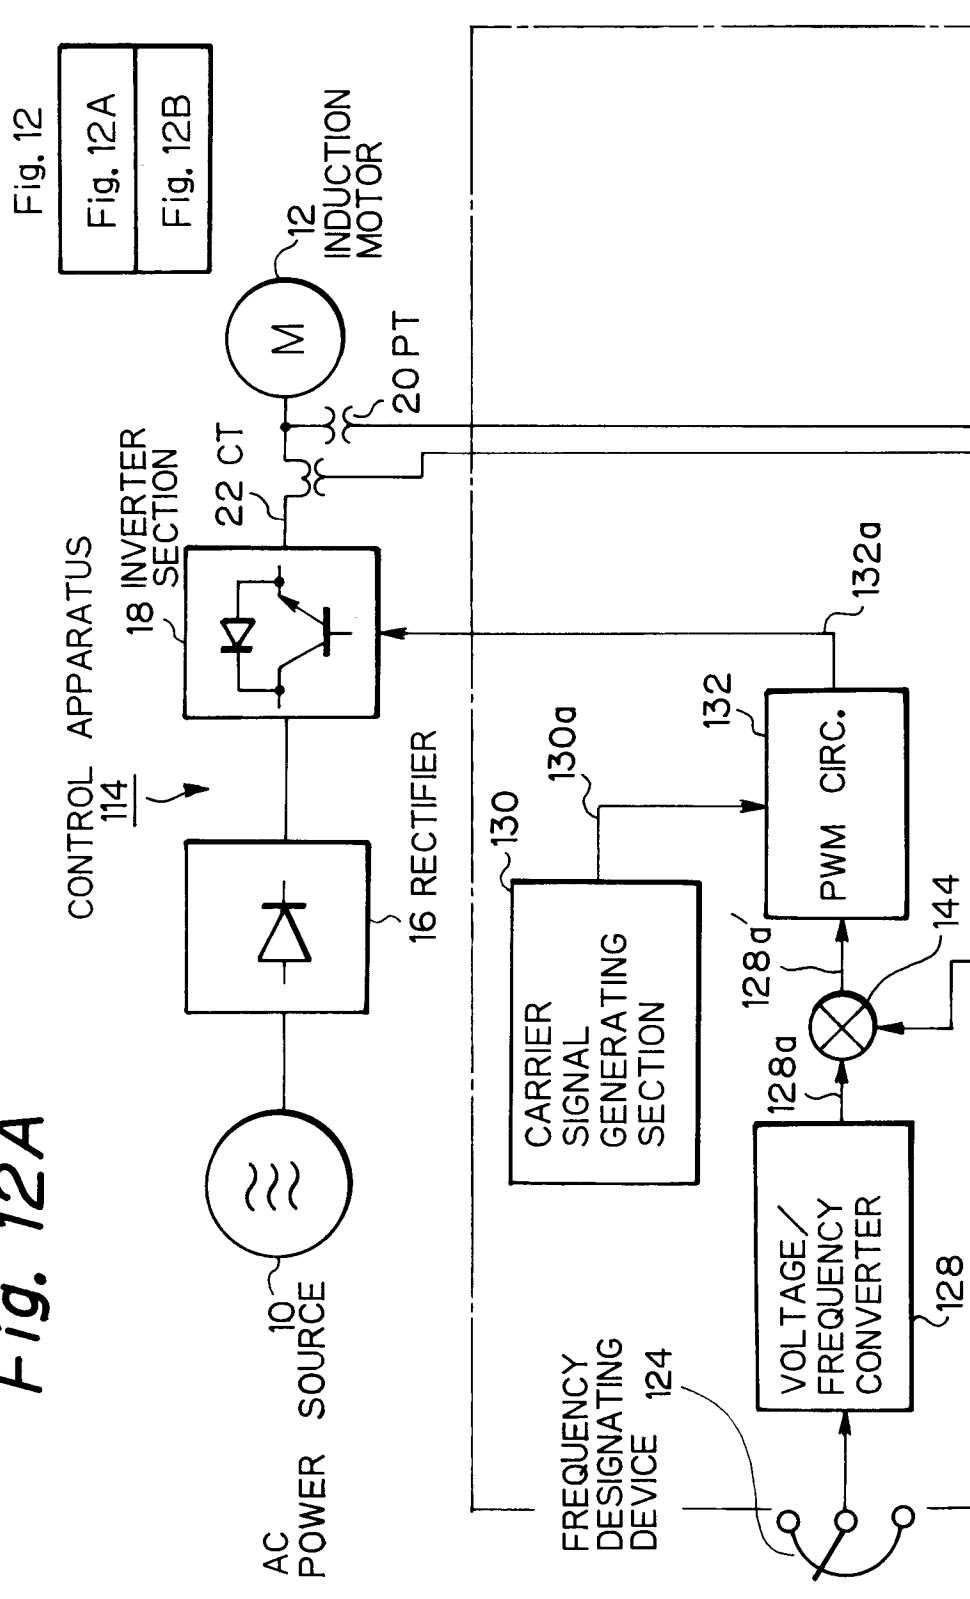 Fig. 12A
Fig. 12
Fig. 12A
Fig. 12B
CONTROL APPARATUS
114
AC
POWER SOURCE
10
16 RECTIFIER
18 INVERTER
SECTION
22 CT
20 PT
12
INDUCTION
MOTOR
M
FREQUENCY
DESIGNATING
DEVICE
124
CARRIER
SIGNAL
GENERATING
SECTION
130
130a
VOLTAGE/
FREQUENCY
CONVERTER
128
128a
128a'
144
PWM CIRC.
132
132a